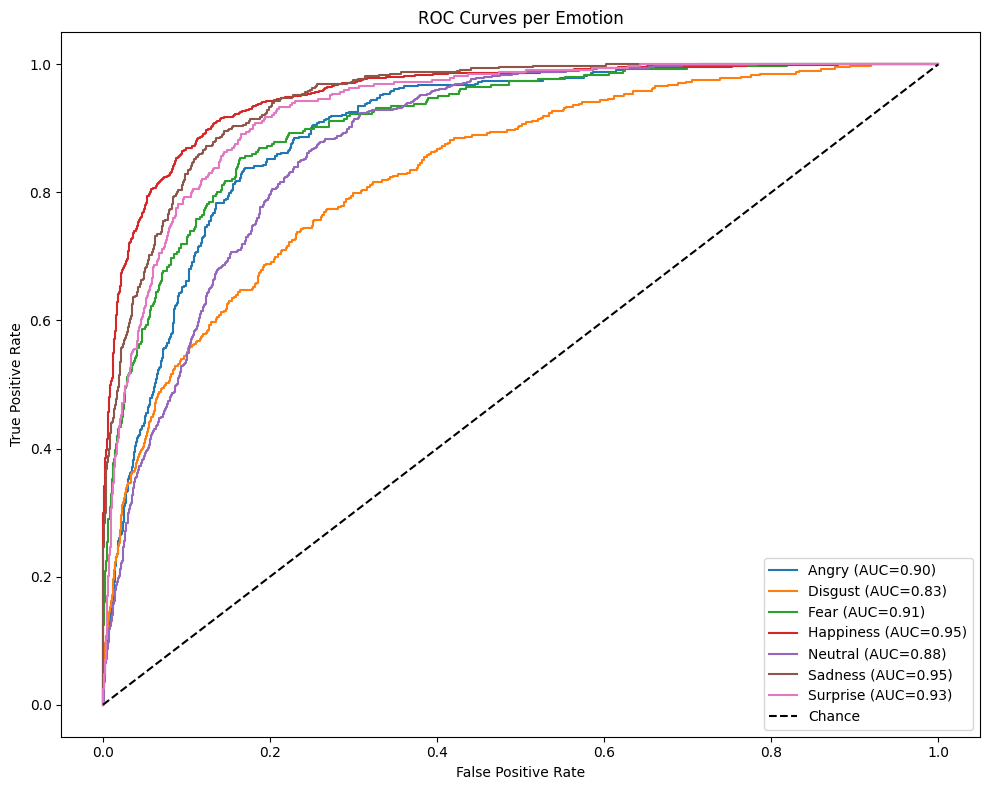 ROC Curves per Emotion
True Positive Rate
1.0
0.8
0.6
0.4
0.2
0.0
0.0 0.2 0.4 0.6 0.8 1.0
False Positive Rate
Angry (AUC=0.90)
Disgust (AUC=0.83)
Fear (AUC=0.91)
Happiness (AUC=0.95)
Neutral (AUC=0.88)
Sadness (AUC=0.95)
Surprise (AUC=0.93)
Chance